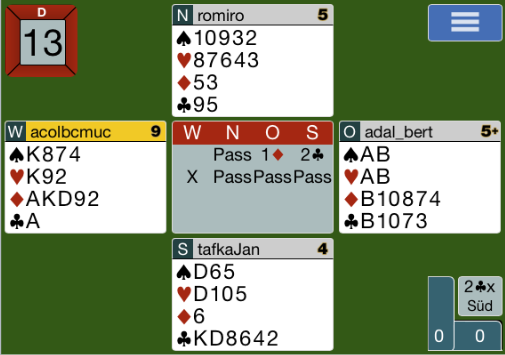 D
13
N romiro 5
♠10932
♥87643
♦53
♣95
W acolbcmuc 9
♠K874
♥K92
♦AKD92
♣A
W N O S
Pass 1♦ 2♣
X Pass Pass Pass
O adal_bert 5+
♠AB
♥AB
♦B10874
♣B1073
S tafkaJan 4
♠D65
♥D105
♦6
♣KD8642
2♣x
Süd
0 0